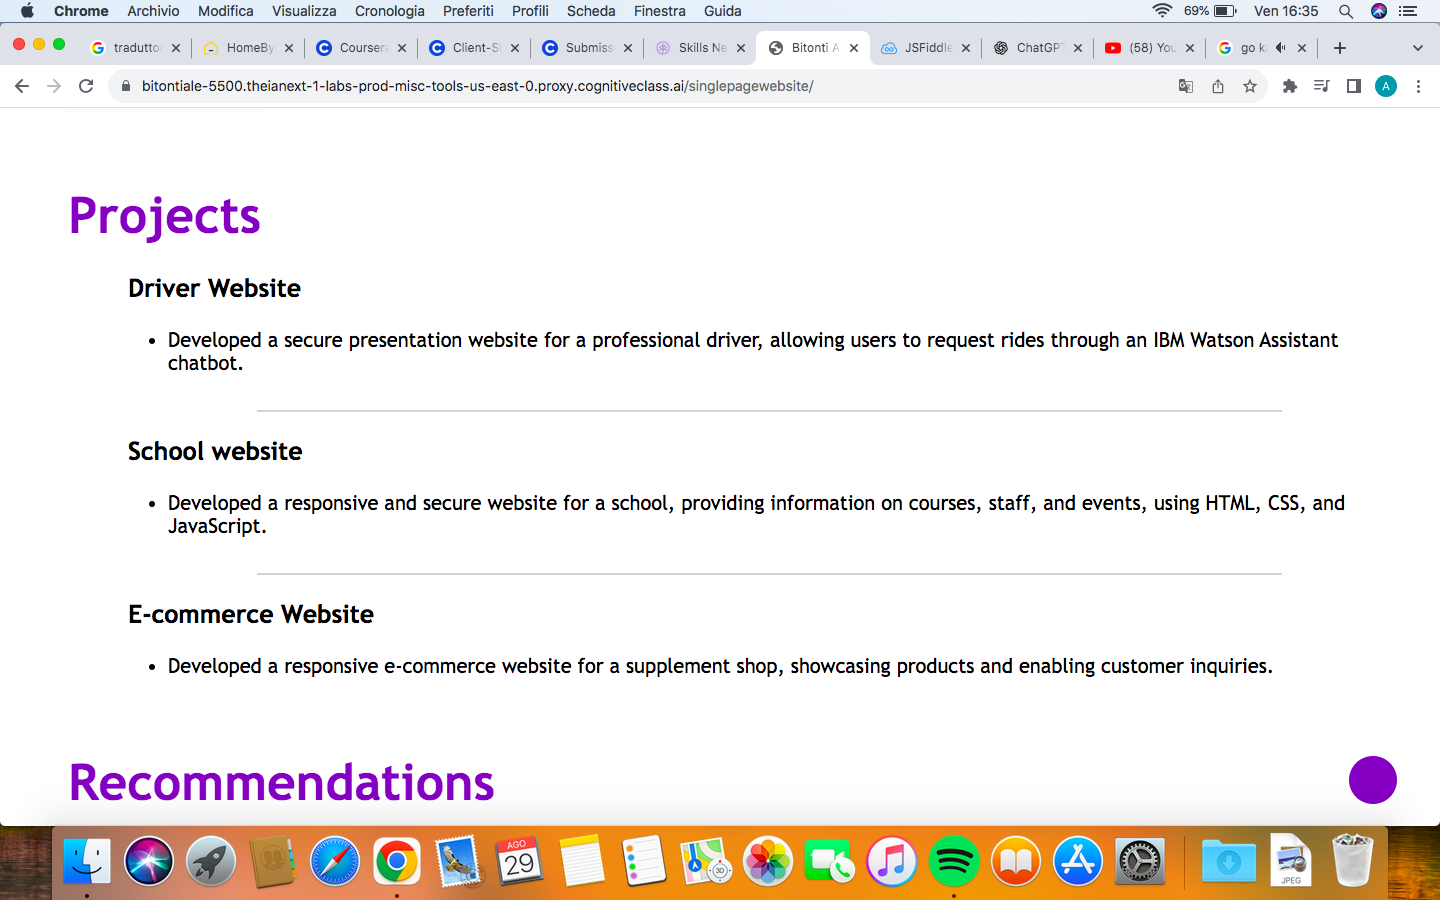 Chrome Archivio Modifica Visualizza Cronologia Preferiti Profili Scheda Finestra Guida 69% Ven 16:35
G traduttor HomeBy Coursera Client-Si Submiss Skills Ne Bitonti A JSFiddle ChatGPT (58) You G go k
bitontiale-5500.theianext-1-labs-prod-misc-tools-us-east-0.proxy.cognitiveclass.ai/singlepagewebsite/ A
Projects
Driver Website
• Developed a secure presentation website for a professional driver, allowing users to request rides through an IBM Watson Assistant
chatbot.
School website
• Developed a responsive and secure website for a school, providing information on courses, staff, and events, using HTML, CSS, and
JavaScript.
E-commerce Website
• Developed a responsive e-commerce website for a supplement shop, showcasing products and enabling customer inquiries.
Recommendations
AGO
29
3D
JPEG